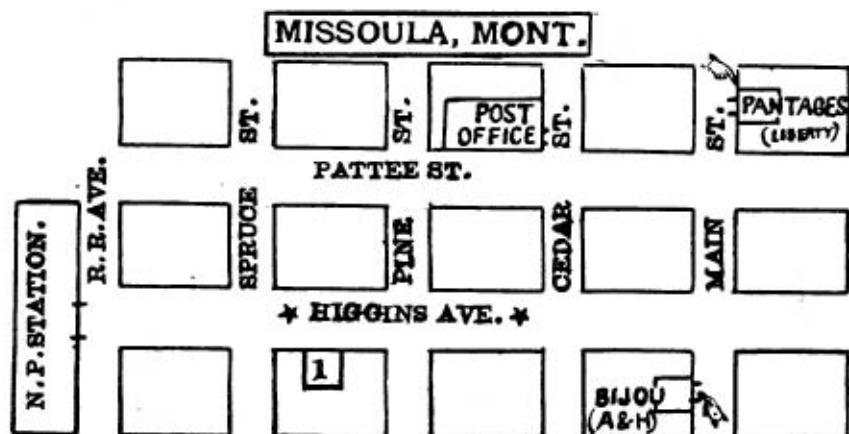 MISSOULA, MONT.
POST
OFFICE
PANTAGES
(LIBERTY)
ST.
ST.
ST.
ST.
PATTEE ST.
N.P. STATION.
R.R. AVE.
SPRUCE
PINE
CEDAR
MAIN
★ HIGGINS AVE. ★
1
BIJOU
(A&H)